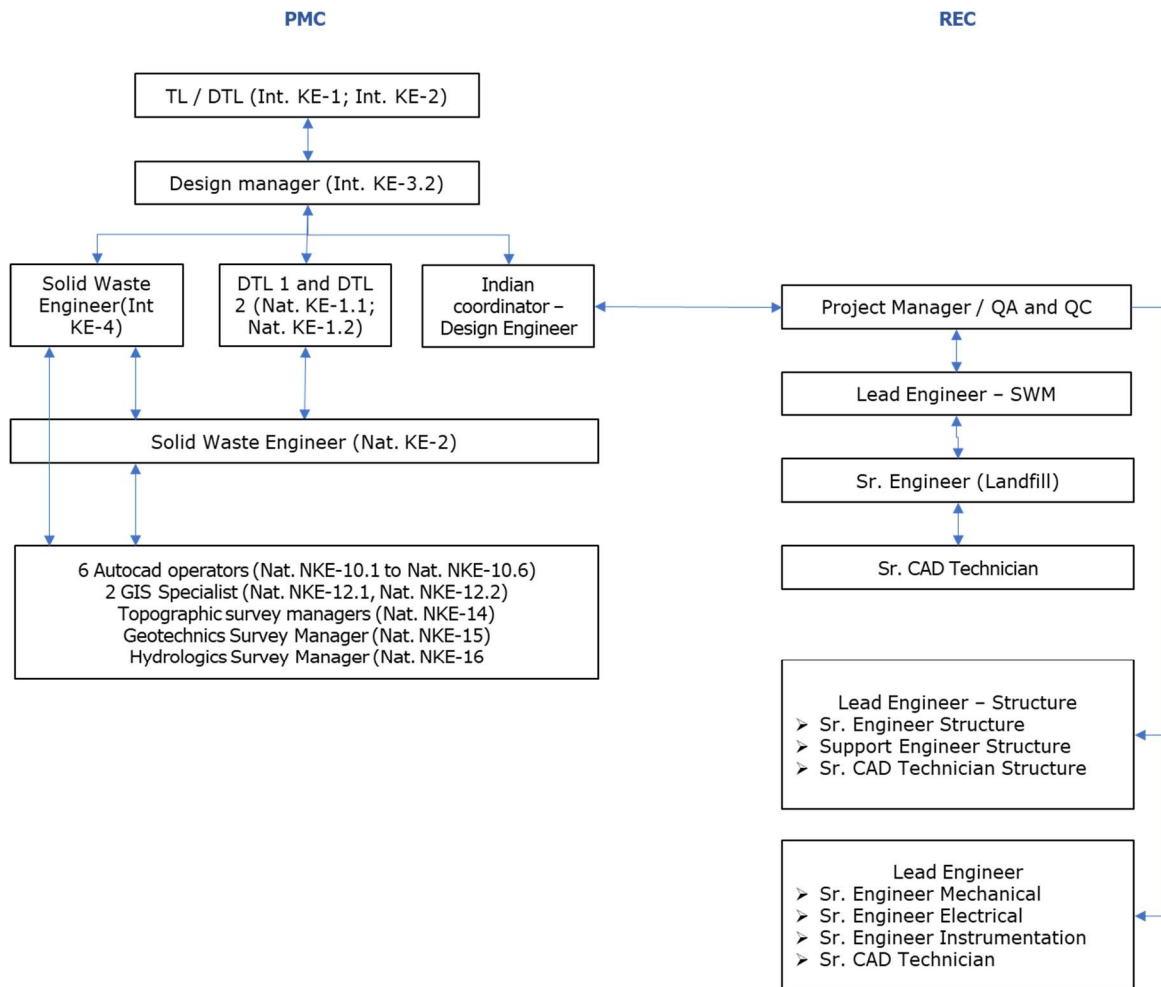 PMC
REC
TL / DTL (Int. KE-1; Int. KE-2)
Design manager (Int. KE-3.2)
Solid Waste
Engineer(Int
KE-4)
DTL 1 and DTL
2 (Nat. KE-1.1;
Nat. KE-1.2)
Indian
coordinator –
Design Engineer
Solid Waste Engineer (Nat. KE-2)
6 Autocad operators (Nat. NKE-10.1 to Nat. NKE-10.6)
2 GIS Specialist (Nat. NKE-12.1, Nat. NKE-12.2)
Topographic survey managers (Nat. NKE-14)
Geotechnics Survey Manager (Nat. NKE-15)
Hydrologics Survey Manager (Nat. NKE-16
Project Manager / QA and QC
Lead Engineer – SWM
Sr. Engineer (Landfill)
Sr. CAD Technician
Lead Engineer – Structure
➢ Sr. Engineer Structure
➢ Support Engineer Structure
➢ Sr. CAD Technician Structure
Lead Engineer
➢ Sr. Engineer Mechanical
➢ Sr. Engineer Electrical
➢ Sr. Engineer Instrumentation
➢ Sr. CAD Technician